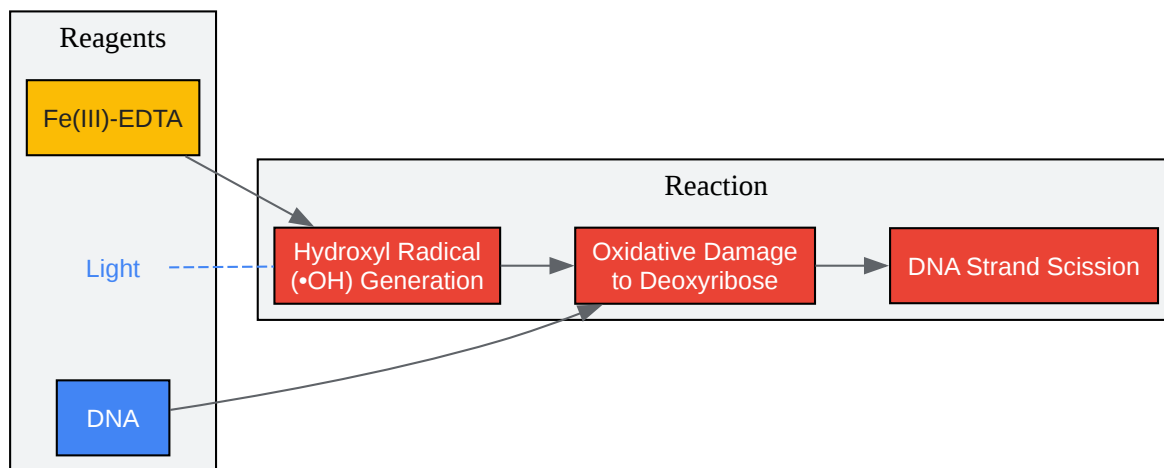 Reagents
Fe(III)-EDTA
Light
DNA
Reaction
Hydroxyl Radical
(•OH) Generation
Oxidative Damage
to Deoxyribose
DNA Strand Scission